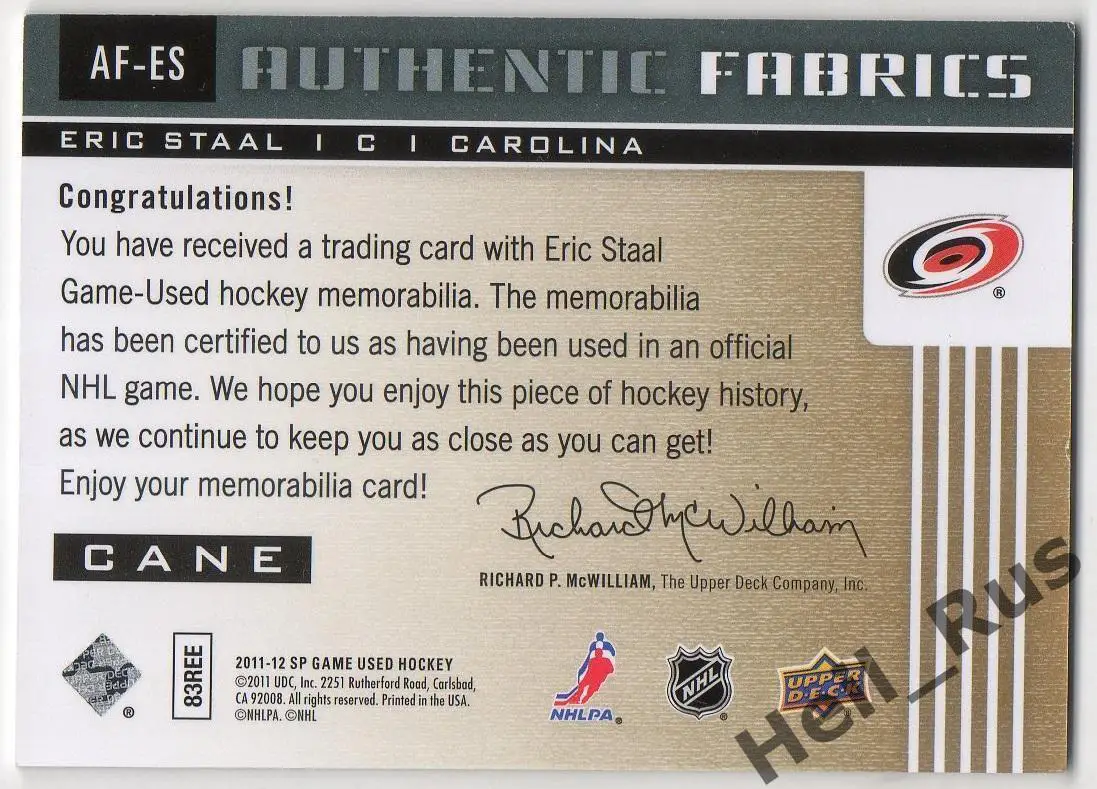 AF-ES
AUTHENTIC FABRICS
ERIC STAAL | C | CAROLINA
Congratulations!
You have received a trading card with Eric Staal
Game-Used hockey memorabilia. The memorabilia
has been certified to us as having been used in an official
NHL game. We hope you enjoy this piece of hockey history,
as we continue to keep you as close as you can get!
Enjoy your memorabilia card!
Richard McWilliam
RICHARD P. McWILLIAM, The Upper Deck Company, Inc.
CANE
®
83REE
2011-12 SP GAME USED HOCKEY
©2011 UDC, Inc. 2251 Rutherford Road, Carlsbad,
CA 92008. All rights reserved. Printed in the USA.
©NHLPA. ©NHL
NHLPA®
NHL®
UPPER DECK®
Hell_Rus